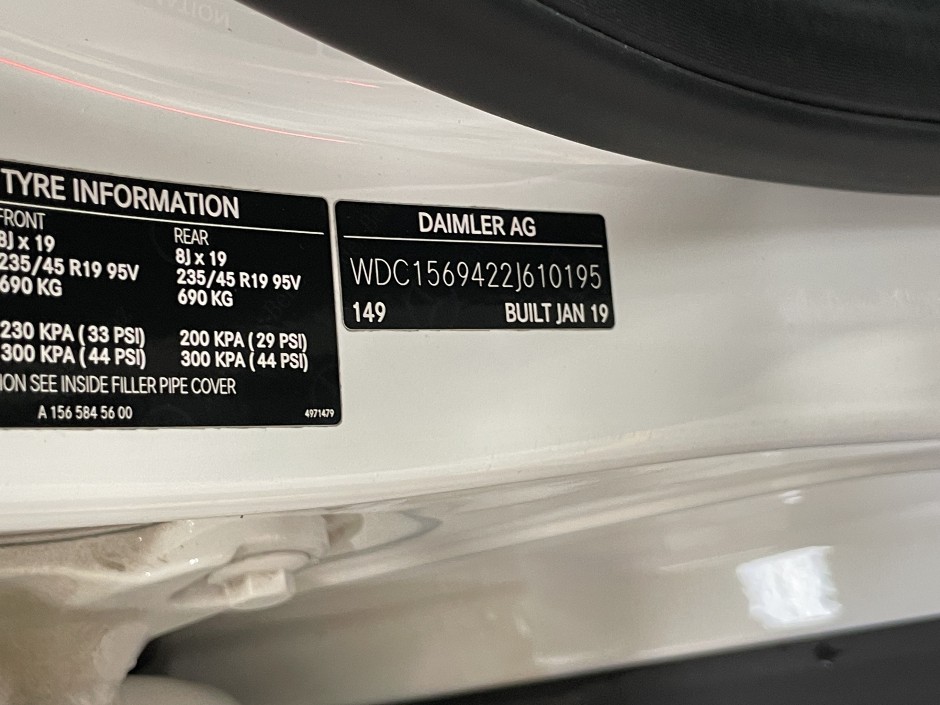 TYRE INFORMATION
FRONT
REAR
8J x 19
8J x 19
235/45 R19 95V
235/45 R19 95V
690 KG
690 KG
230 KPA (33 PSI)
200 KPA (29 PSI)
300 KPA (44 PSI)
300 KPA (44 PSI)
SEE INSIDE FILLER PIPE COVER
A 156 584 56 00
4971479
DAIMLER AG
WDC1569422J610195
149
BUILT JAN 19